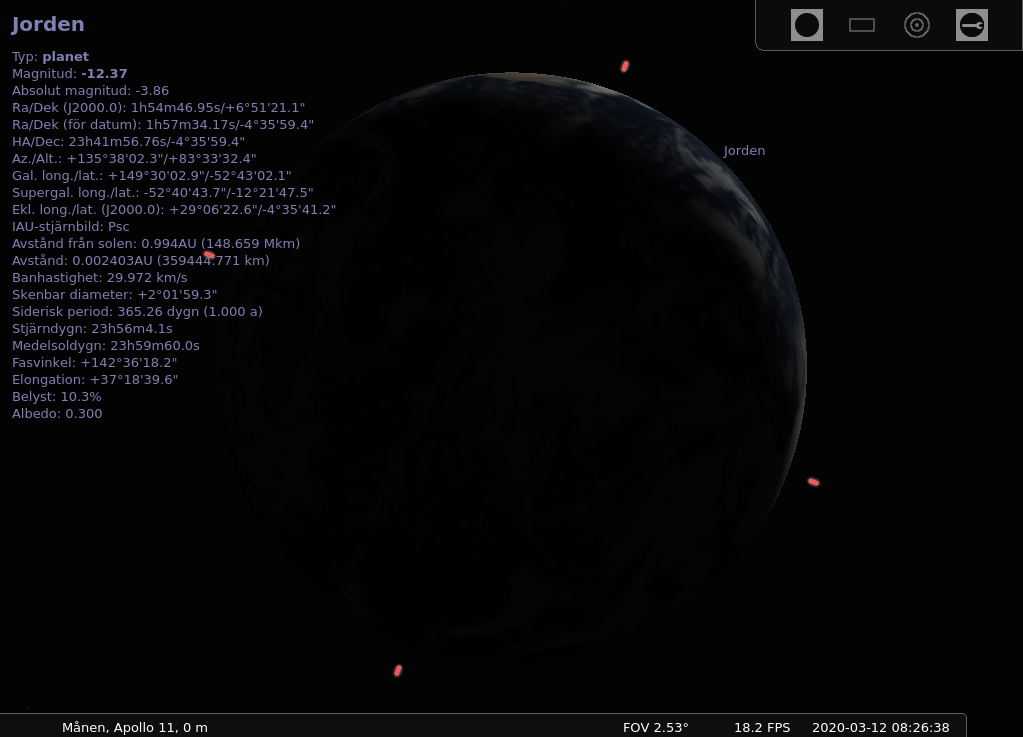 Jorden
Typ: planet
Magnitud: -12.37
Absolut magnitud: -3.86
Ra/Dek (J2000.0): 1h54m46.95s/+6°51'21.1"
Ra/Dek (för datum): 1h57m34.17s/-4°35'59.4"
HA/Dec: 23h41m56.76s/-4°35'59.4"
Az./Alt.: +135°38'02.3"/+83°33'32.4"
Gal. long./lat.: +149°30'02.9"/-52°43'02.1"
Supergal. long./lat.: -52°40'43.7"/-12°21'47.5"
Ekl. long./lat. (J2000.0): +29°06'22.6"/-4°35'41.2"
IAU-stjärnbild: Psc
Avstånd från solen: 0.994AU (148.659 Mkm)
Avstånd: 0.002403AU (359444.771 km)
Banhastighet: 29.972 km/s
Skenbar diameter: +2°01'59.3"
Siderisk period: 365.26 dygn (1.000 a)
Stjärndygn: 23h56m4.1s
Medelsoldygn: 23h59m60.0s
Fasvinkel: +142°36'18.2"
Elongation: +37°18'39.6"
Belyst: 10.3%
Albedo: 0.300
Jorden
Månen, Apollo 11, 0 m FOV 2.53° 18.2 FPS 2020-03-12 08:26:38